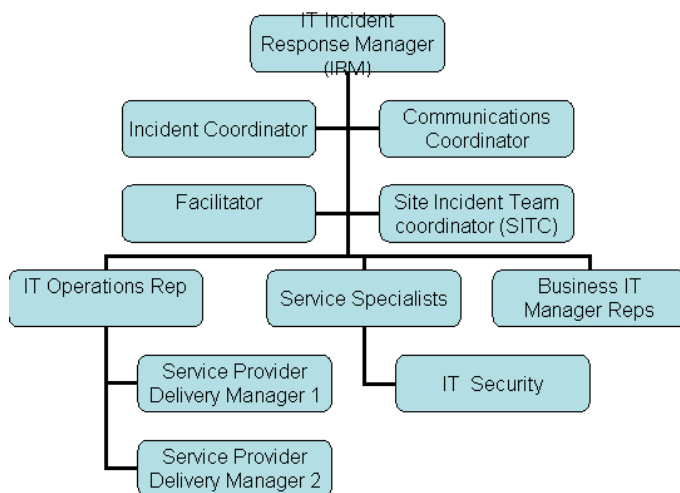 IT Incident
Response Manager
(IRM)
Incident Coordinator
Communications
Coordinator
Facilitator
Site Incident Team
coordinator (SITC)
IT Operations Rep
Service Specialists
Business IT
Manager Reps
Service Provider
Delivery Manager 1
IT Security
Service Provider
Delivery Manager 2